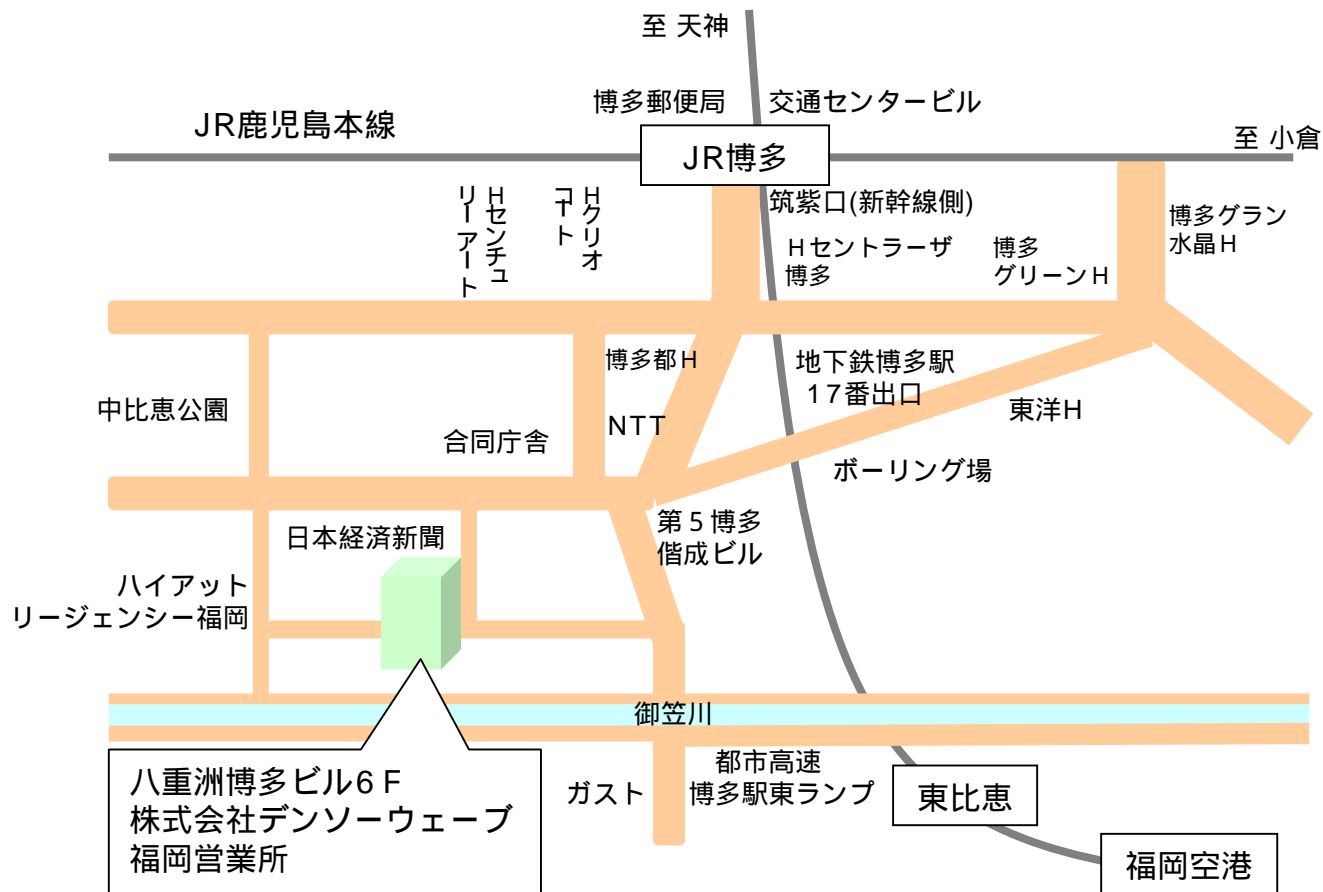 至 天神
博多郵便局
交通センタービル
JR鹿児島本線
JR博多
至 小倉
Hセンチュ
リーアート
Hクリオ
コート
筑紫口(新幹線側)
Hセントラーザ
博多
博多
グリーンH
博多グラン
水晶H
博多都H
地下鉄博多駅
17番出口
中比恵公園
合同庁舎
NTT
東洋H
ボーリング場
日本経済新聞
第5博多
偕成ビル
ハイアット
リージェンシー福岡
御笠川
八重洲博多ビル6F
株式会社デンソーウェーブ
福岡営業所
ガスト
都市高速
博多駅東ランプ
東比恵
福岡空港